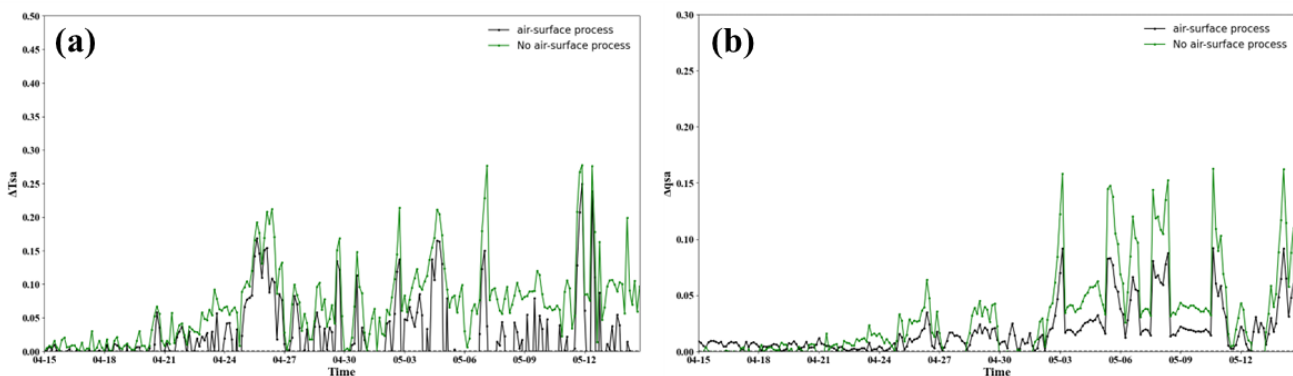 (a)
air-surface process
No air-surface process
ΔTsa
0.50
0.45
0.40
0.35
0.30
0.25
0.20
0.15
0.10
0.05
0.00
04-15 04-18 04-21 04-24 04-27 04-30 05-03 05-06 05-09 05-12
Time
(b)
air-surface process
No air-surface process
Δqsa
0.30
0.25
0.20
0.15
0.10
0.05
0.00
04-15 04-18 04-21 04-24 04-27 04-30 05-03 05-06 05-09 05-12
Time